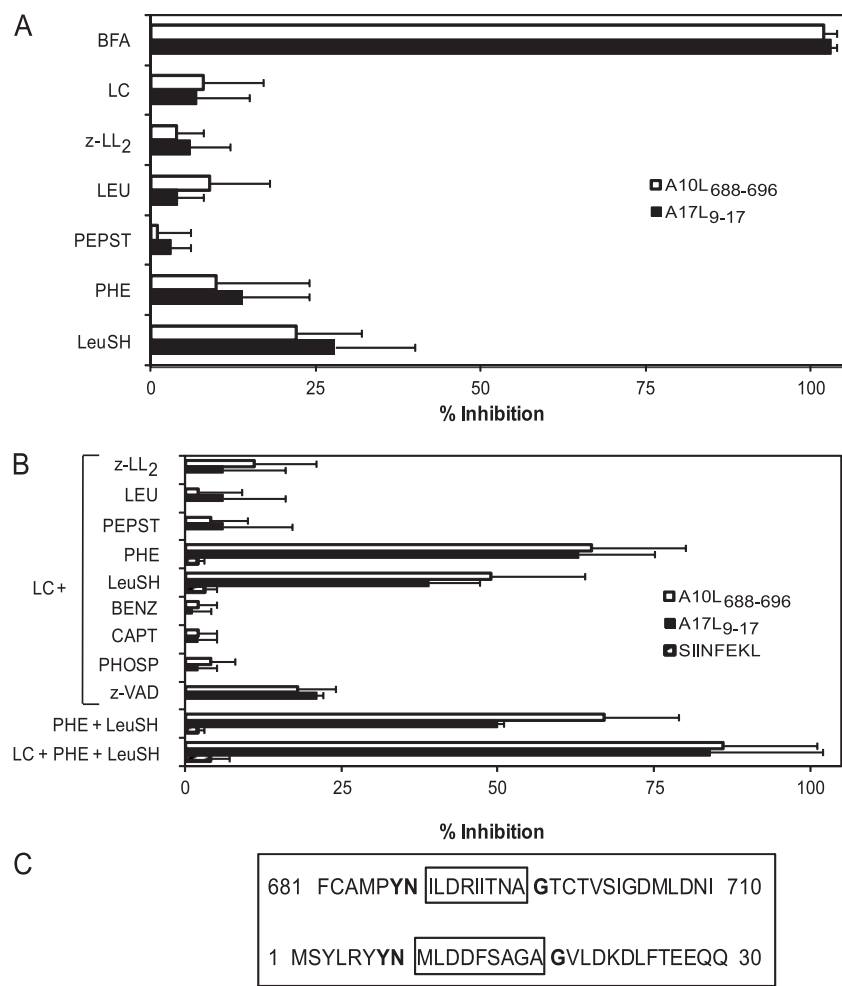 A
BFA
LC
z-LL2
LEU
PEPST
PHE
LeuSH
A10L688-696
A17L9-17
0 25 50 75 100
% Inhibition
B
LC +
z-LL2
LEU
PEPST
PHE
LeuSH
BENZ
CAPT
PHOSP
z-VAD
PHE + LeuSH
LC + PHE + LeuSH
A10L688-696
A17L9-17
SIINFEKL
0 25 50 75 100
% Inhibition
C
681 FCAMPYN ILDRIITNA GTCTVSIGDMLDNI 710
1 MSYLRYYN MLDDFSAGA GVLDKDLFTEEQQ 30